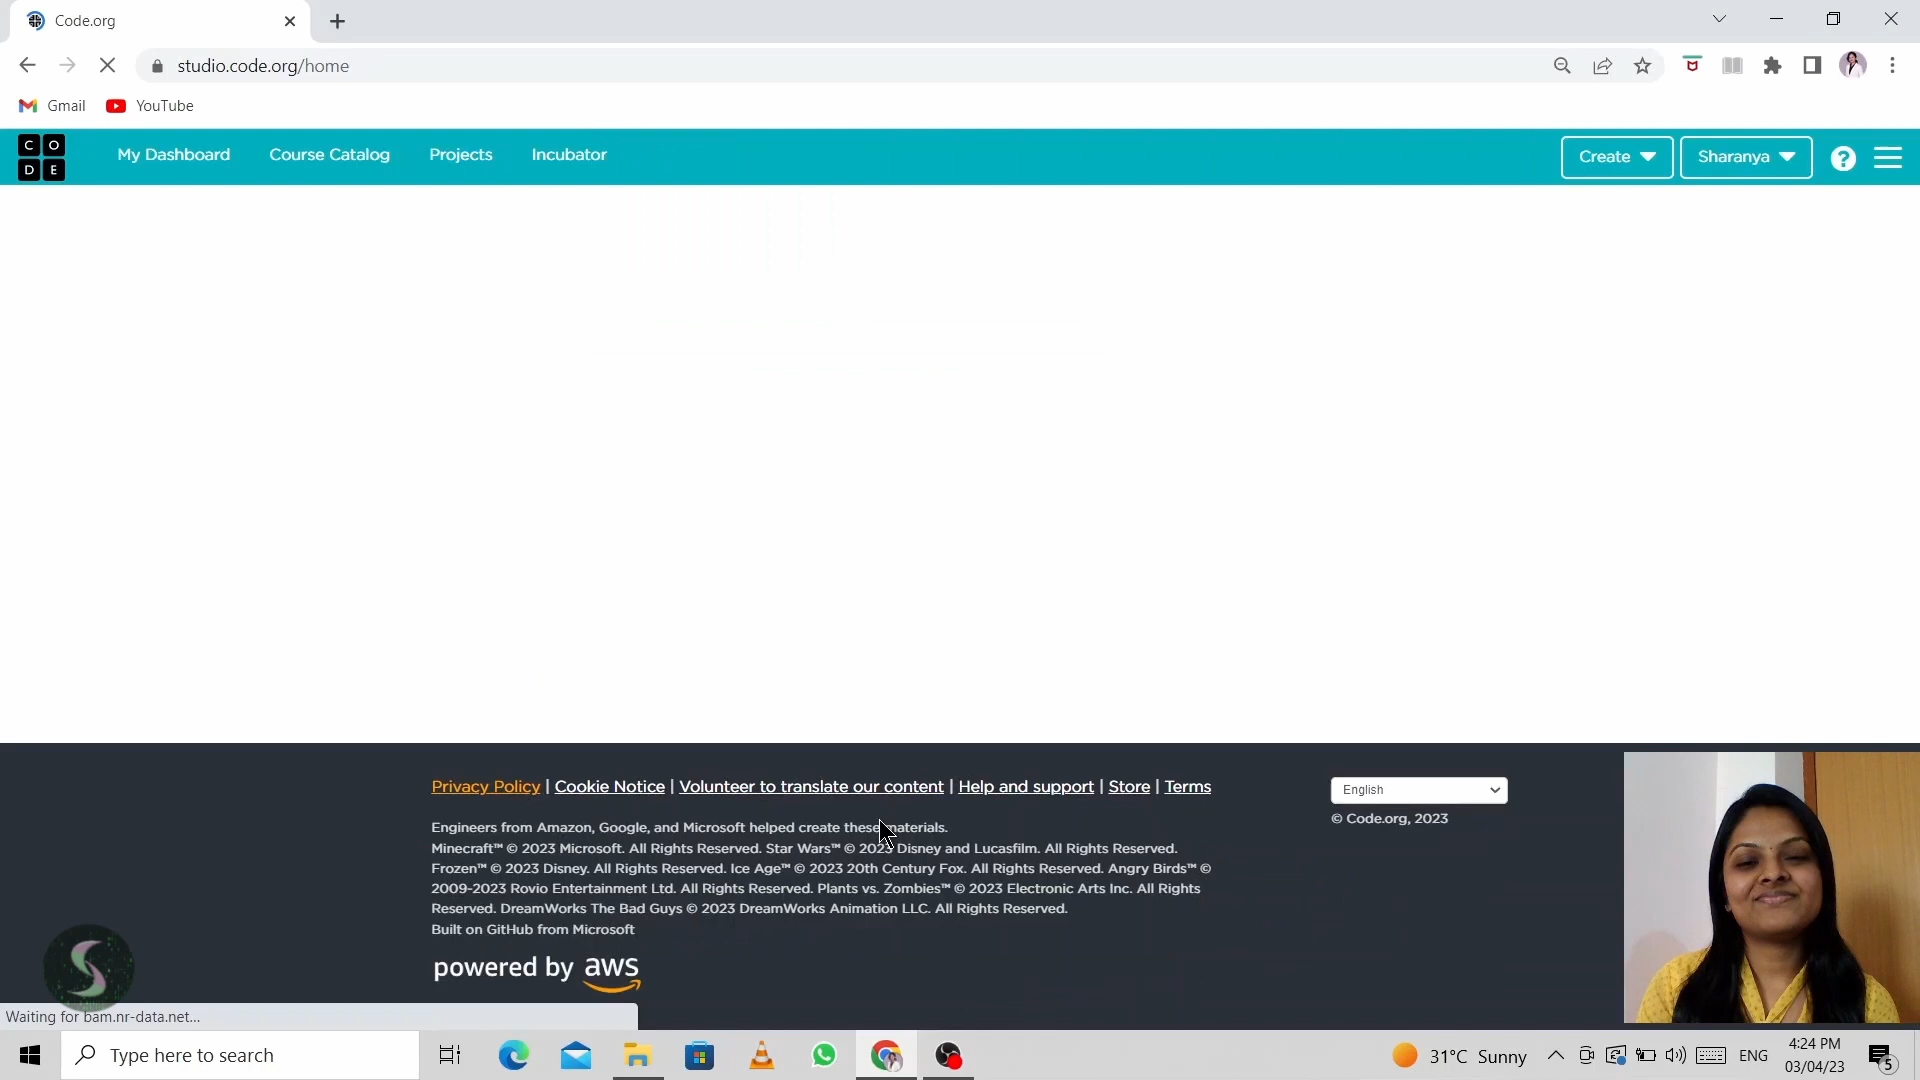 Code.org
studio.code.org/home
Gmail YouTube
CODE My Dashboard Course Catalog Projects Incubator Create Sharanya ?
Privacy Policy | Cookie Notice | Volunteer to translate our content | Help and support | Store | Terms
English
© Code.org, 2023
Engineers from Amazon, Google, and Microsoft helped create these materials.
Minecraft™ © 2023 Microsoft. All Rights Reserved. Star Wars™ © 2023 Disney and Lucasfilm. All Rights Reserved.
Frozen™ © 2023 Disney. All Rights Reserved. Ice Age™ © 2023 20th Century Fox. All Rights Reserved. Angry Birds™ ©
2009-2023 Rovio Entertainment Ltd. All Rights Reserved. Plants vs. Zombies™ © 2023 Electronic Arts Inc. All Rights
Reserved. DreamWorks The Bad Guys © 2023 DreamWorks Animation LLC. All Rights Reserved.
Built on GitHub from Microsoft
powered by aws
S
Waiting for bam.nr-data.net...
Type here to search
31°C Sunny
ENG
4:24 PM
03/04/23
5